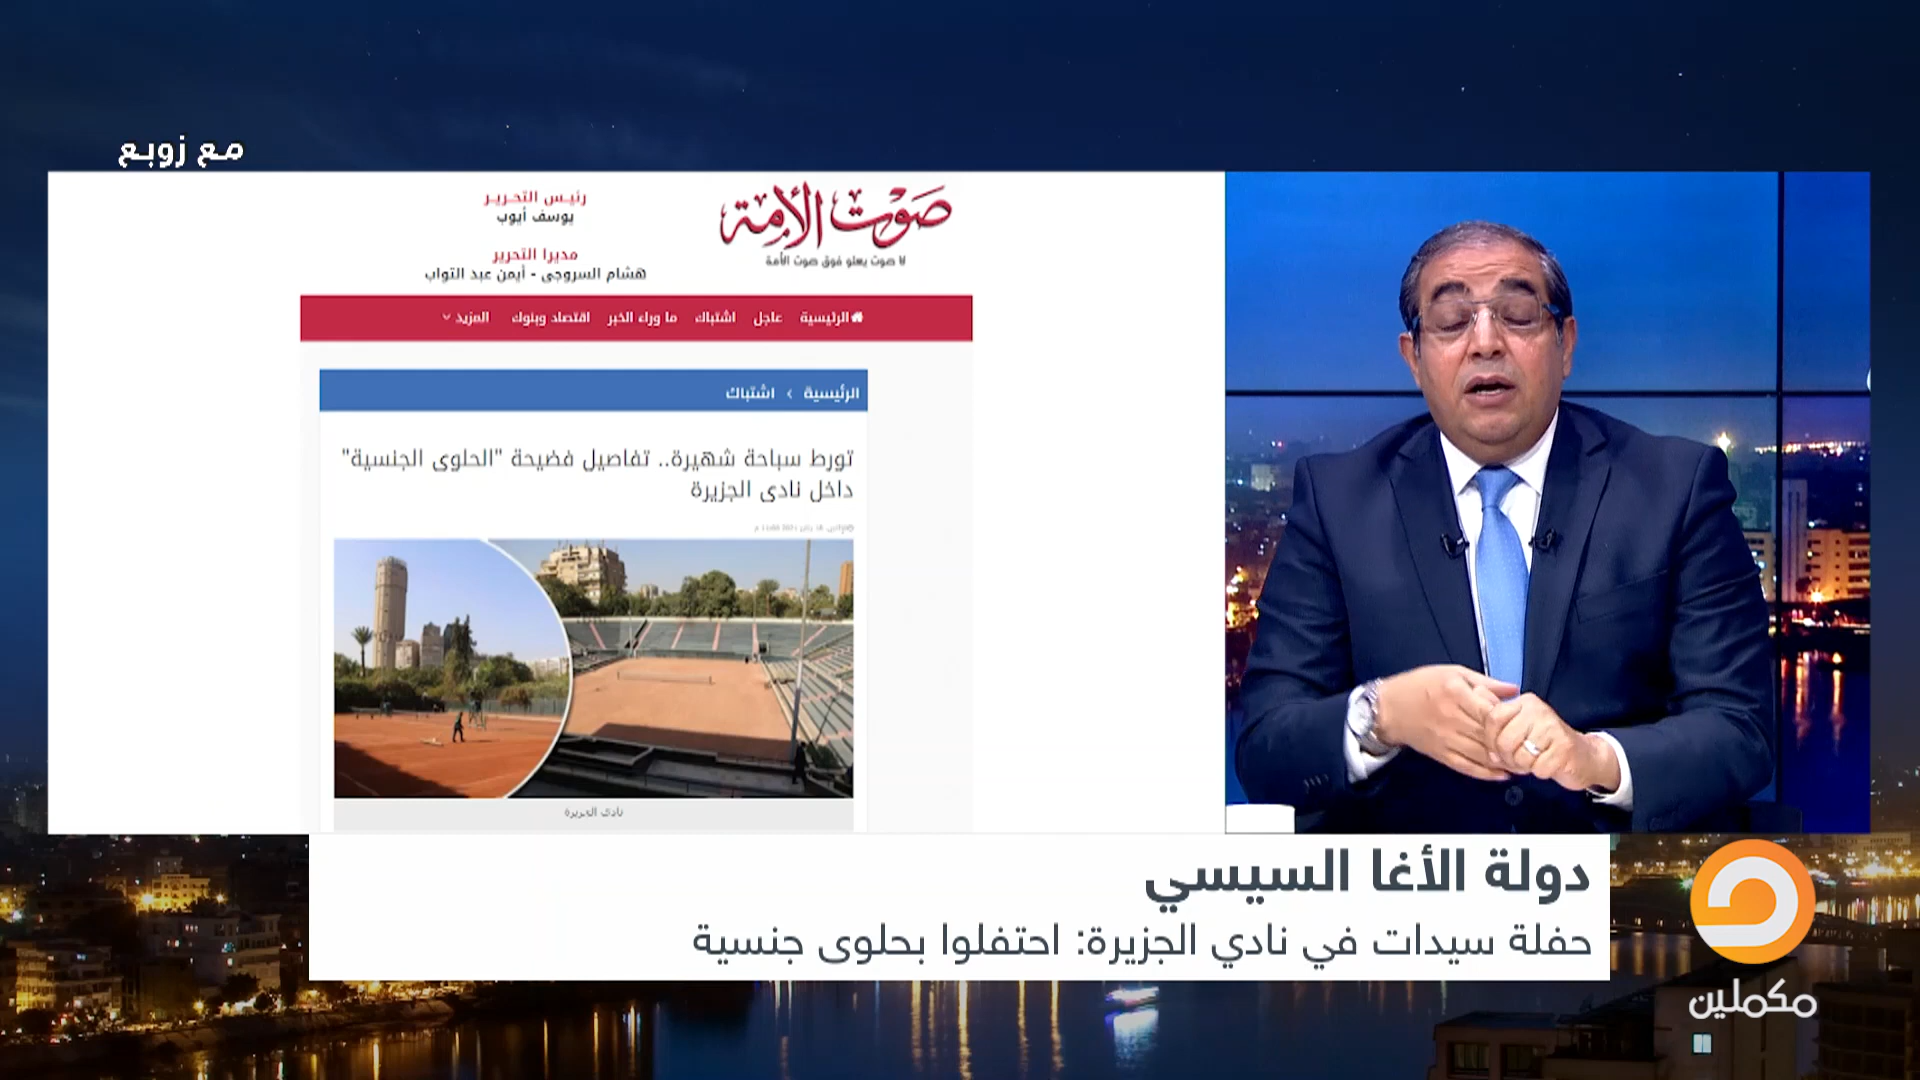 مع زوبع
صوت الأمة
لا صوت يعلو فوق صوت الأمة
رئيس التحرير
يوسف أيوب
مديرا التحرير
هشام السروجى - أيمن عبد التواب
الرئيسية عاجل اشتباك ما وراء الخبر اقتصاد وبنوك المزيد
الرئيسية › اشتباك
تورط سباحة شهيرة.. تفاصيل فضيحة "الحلوى الجنسية"
داخل نادى الجزيرة
نادى الجزيرة
دولة الأغا السيسي
حفلة سيدات في نادي الجزيرة: احتفلوا بحلوى جنسية
مكملين